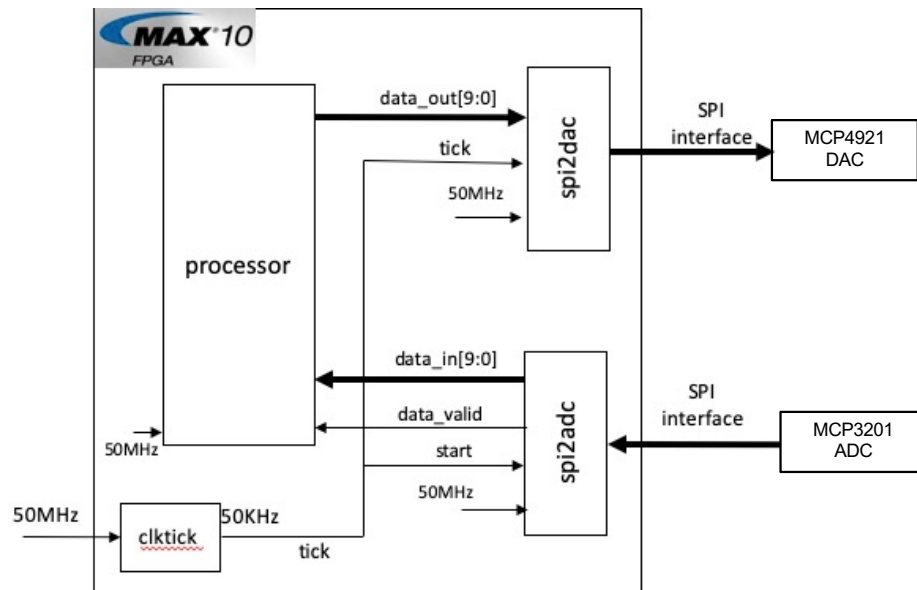 MAX®10
FPGA
data_out[9:0]
SPI
interface
MCP4921
DAC
tick
spi2dac
50MHz
processor
data_in[9:0]
SPI
interface
data_valid
MCP3201
ADC
50MHz
start
spi2adc
50MHz
50MHz
50KHz
clktick
tick